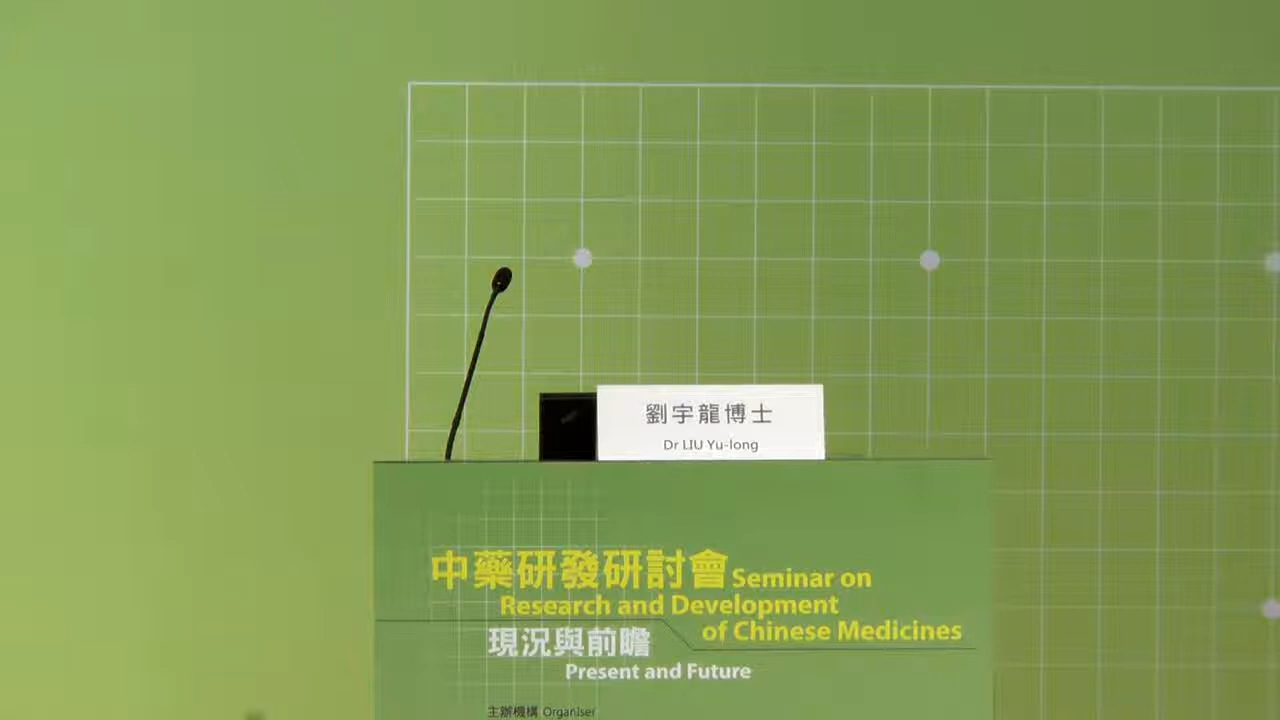 劉宇龍博士
Dr LIU Yu-long
中藥研發研討會 Seminar on
Research and Development
of Chinese Medicines
現況與前瞻
Present and Future
主辦機構 Organiser